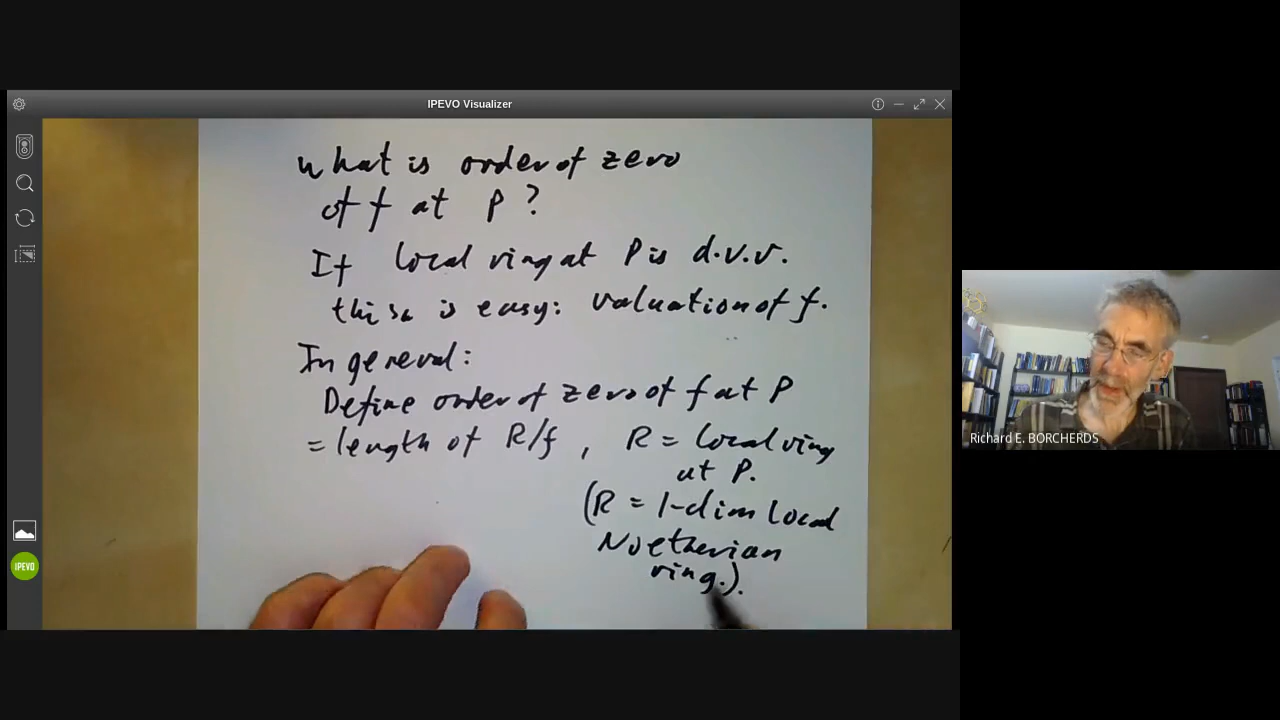 IPEVO Visualizer
What is order of zero
of f at P ?
If local ring at P is d.v.r.
this is easy: valuation of f.
In general:
Define order of zero of f at P
= length of R/f , R = local ring
at P.
(R = 1-dim local
Noetherian
ring.).
IPEVO
Richard E. BORCHERDS